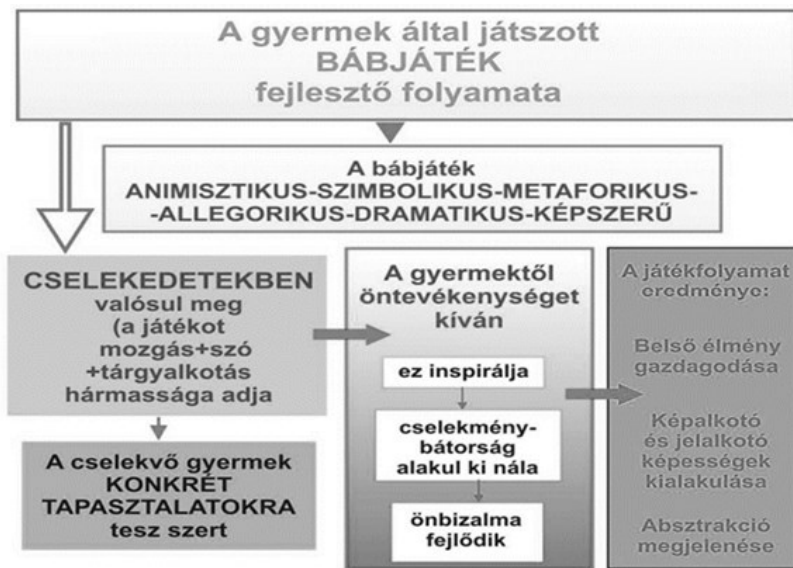 A gyermek által játszott
BÁBJÁTÉK
fejlesztő folyamata
A bábjáték
ANIMISZTIKUS-SZIMBOLIKUS-METAFORIKUS-
-ALLEGORIKUS-DRAMATIKUS-KÉPSZERŰ
CSELEKEDETEKBEN
valósul meg
(a játékot
mozgás+szó
+tárgyalkotás
hármassága adja
A cselekvő gyermek
KONKRÉT
TAPASZTALATOKRA
tesz szert
A gyermektől
öntevékenységet
kíván
ez inspirálja
cselekmény-
bátorság
alakul ki nála
önbizalma
fejlődik
A játékfolyamat
eredménye:
Belső élmény
gazdagodása
Képalkotó
és jelalkotó
képességek
kialakulása
Absztrakció
megjelenése